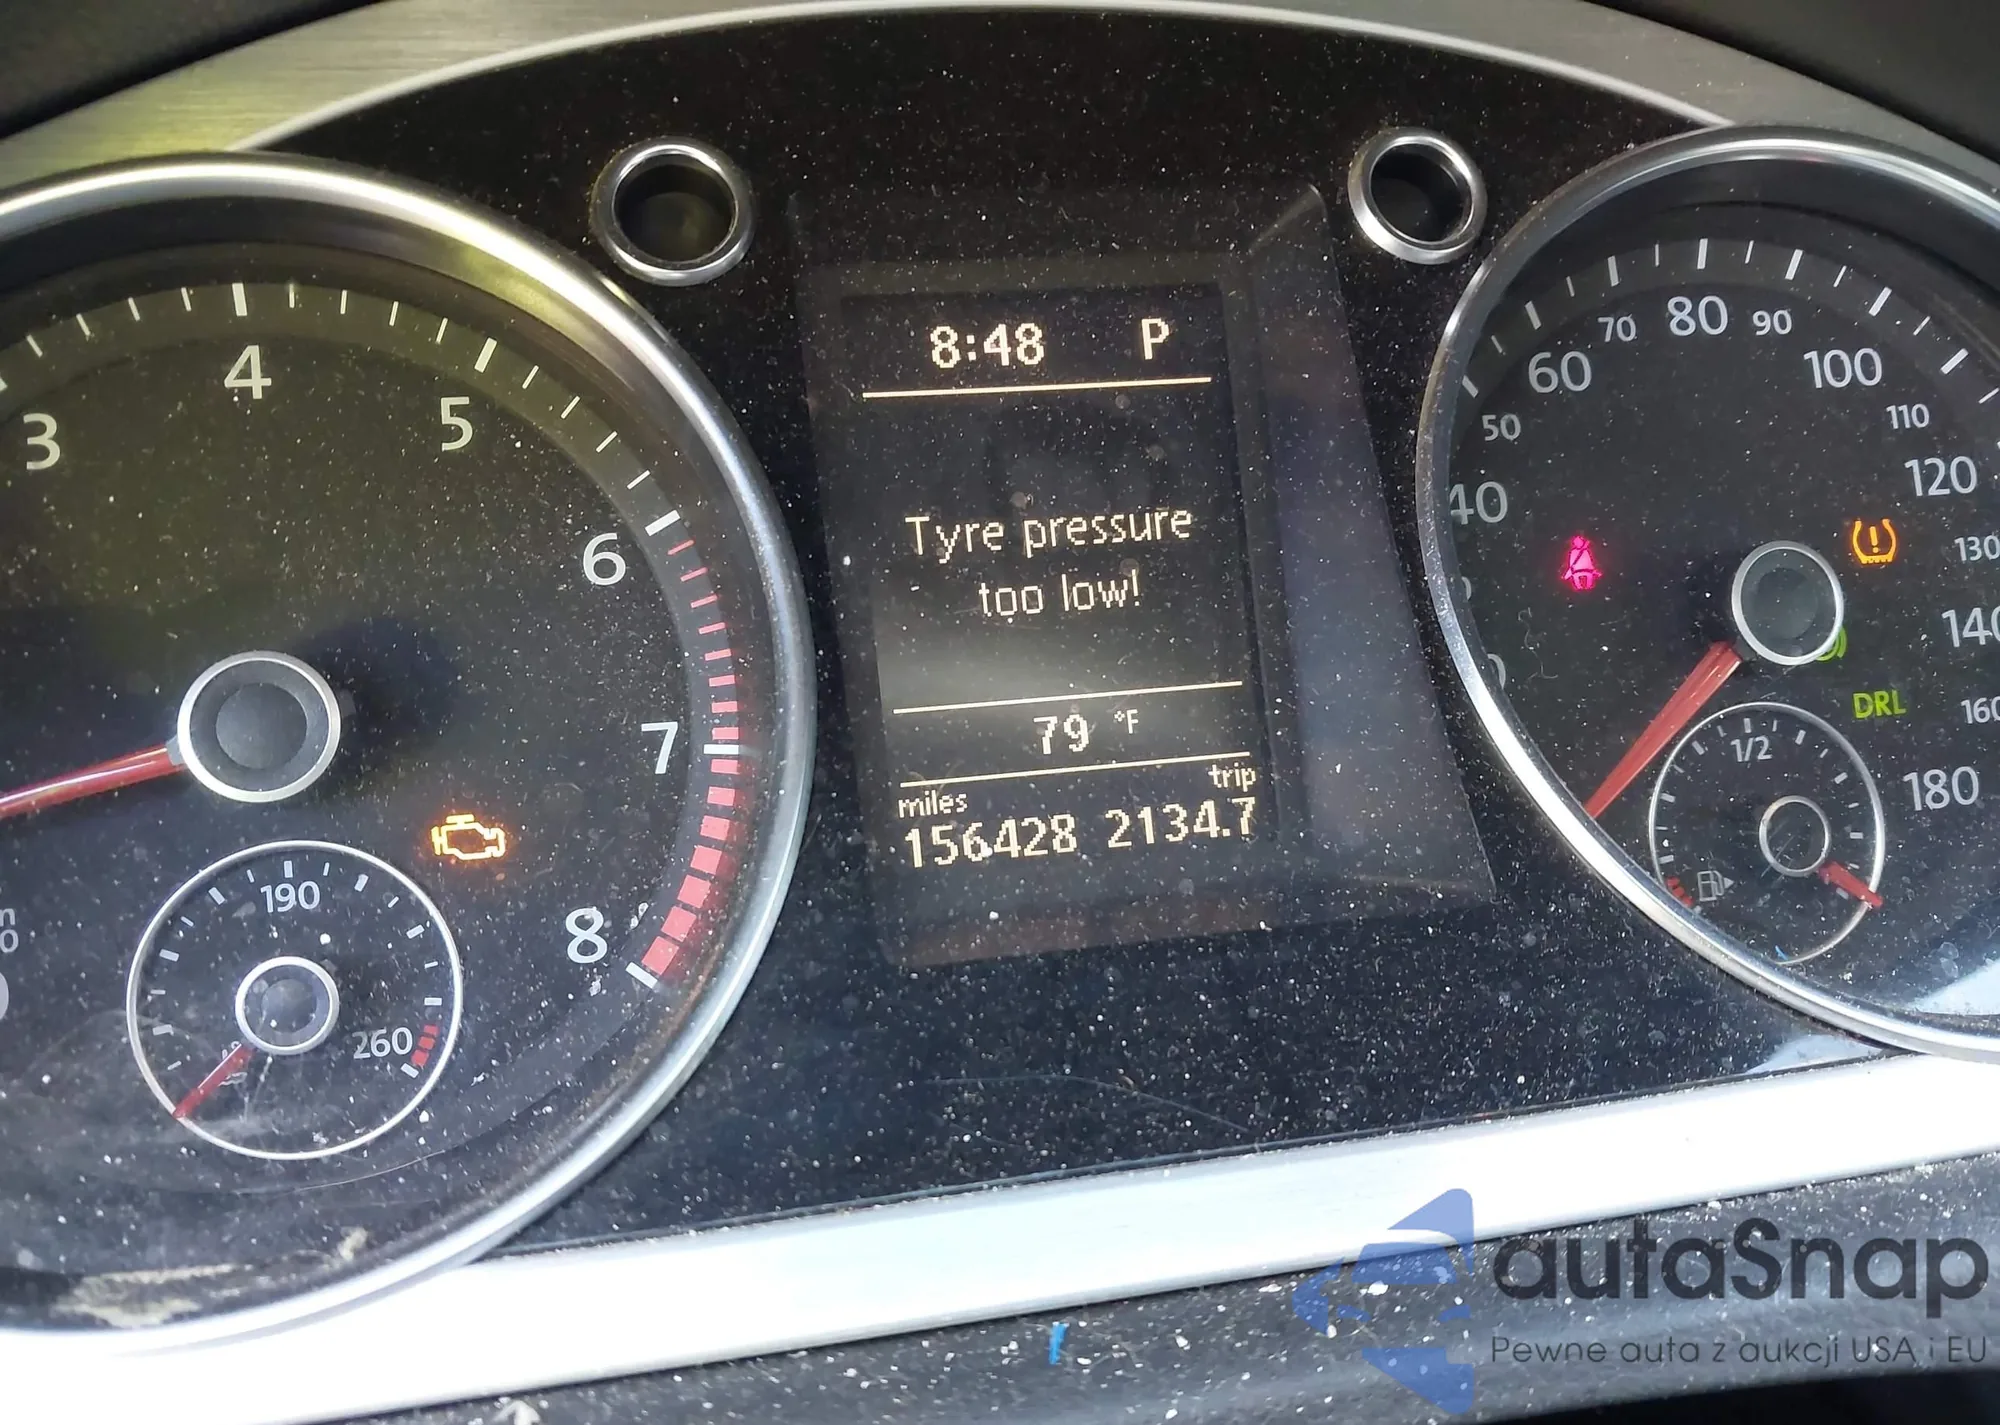 8:48 P
Tyre pressure
too low!
79 °F
miles trip
156428 2134.7
3
4
5
6
7
8
190
260
40
50
60
70
80
90
100
110
120
130
140
160
180
DRL
1/2
autaSnap
Pewne auta z aukcji USA i EU